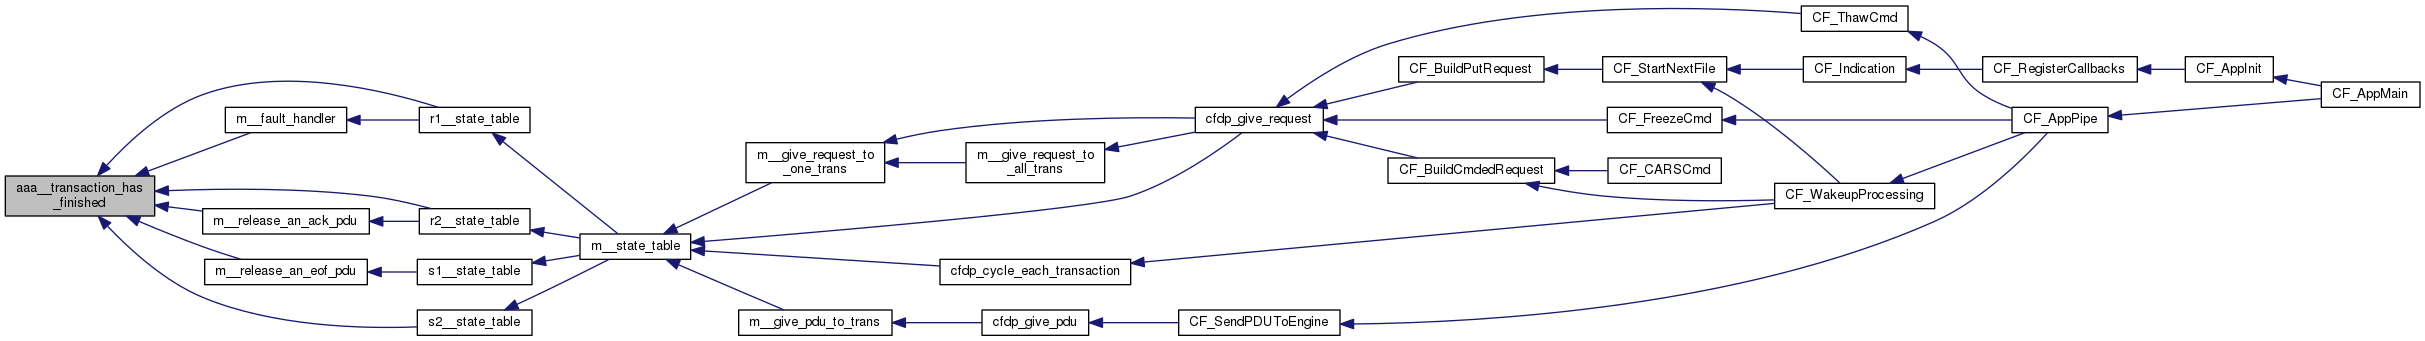 aaa__transaction_has
_finished
m__fault_handler
m__release_an_ack_pdu
m__release_an_eof_pdu
r1__state_table
r2__state_table
s1__state_table
s2__state_table
m__state_table
m__give_request_to
_one_trans
m__give_request_to
_all_trans
cfdp_cycle_each_transaction
m__give_pdu_to_trans
cfdp_give_pdu
cfdp_give_request
CF_SendPDUToEngine
CF_BuildPutRequest
CF_BuildCmdedRequest
CF_StartNextFile
CF_FreezeCmd
CF_CARSCmd
CF_ThawCmd
CF_Indication
CF_WakeupProcessing
CF_RegisterCallbacks
CF_AppPipe
CF_AppInit
CF_AppMain